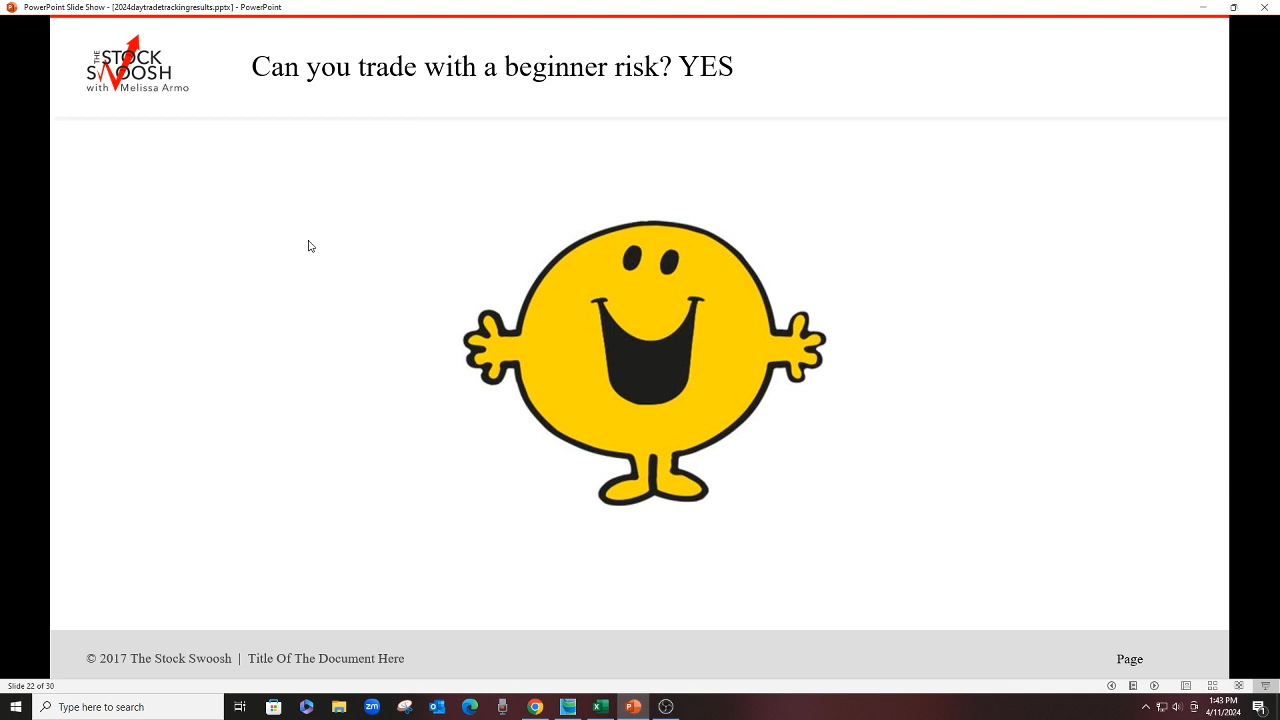 PowerPoint Slide Show - [2024daytradetrackingresults.pptx] - PowerPoint
THE STOCK
SWOOSH
with Melissa Armo
Can you trade with a beginner risk? YES
© 2017 The Stock Swoosh | Title Of The Document Here
Page
Slide 22 of 30
Type here to search
zm
1:43 PM
4/11/2024